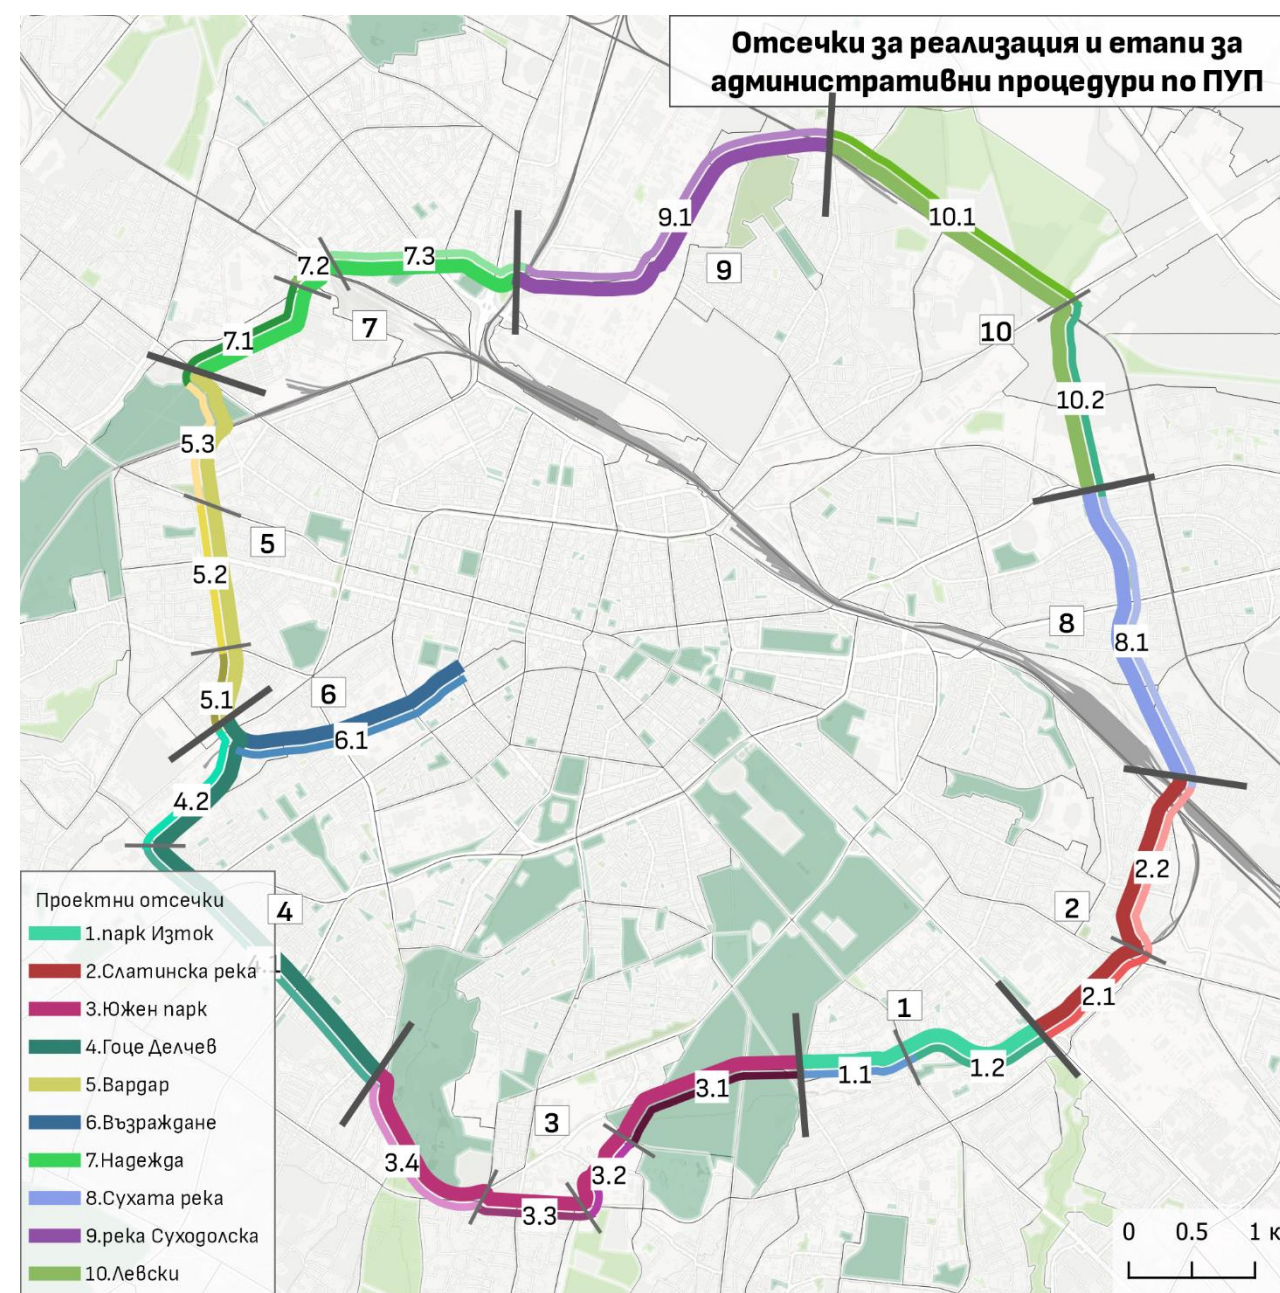 Отсечки за реализация и етапи за
административни процедури по ПУП
9.1
10.1
7.2
7.3
9
7
10
7.1
10.2
5.3
5
5.2
8
8.1
6
5.1
6.1
4.2
2.2
2
4
4.1
2.1
1
1.1
1.2
3.1
3
3.2
3.4
3.3
Проектни отсечки
1.парк Изток
2.Слатинска река
3.Южен парк
4.Гоце Делчев
5.Вардар
6.Възраждане
7.Надежда
8.Сухата река
9.река Суходолска
10.Левски
0 0.5 1 к